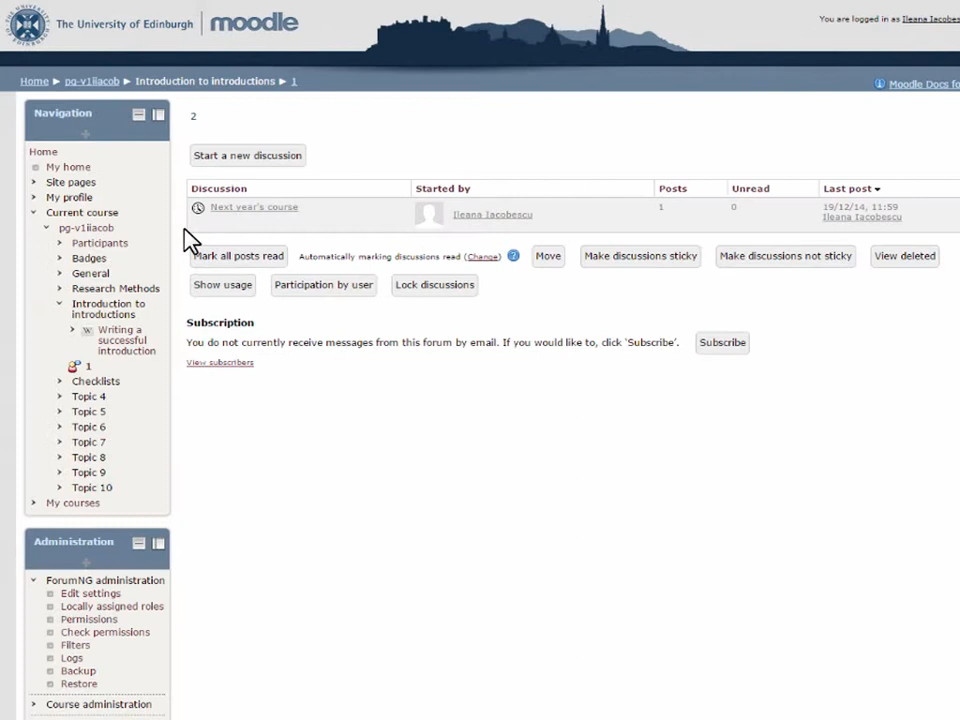 The University of Edinburgh moodle
You are logged in as Ileana Iacobes
Home ► pg-v1iiacob ► Introduction to introductions ► 1
Moodle Docs fo
Navigation
Home
My home
Site pages
My profile
Current course
pg-v1iiacob
Participants
Badges
General
Research Methods
Introduction to
introductions
W Writing a
successful
introduction
1
Checklists
Topic 4
Topic 5
Topic 6
Topic 7
Topic 8
Topic 9
Topic 10
My courses
Administration
ForumNG administration
Edit settings
Locally assigned roles
Permissions
Check permissions
Filters
Logs
Backup
Restore
Course administration
2
Start a new discussion
Discussion Started by Posts Unread Last post
Next year's course Ileana Iacobescu 1 0 19/12/14, 11:59
Ileana Iacobescu
Mark all posts read Automatically marking discussions read (Change) ? Move Make discussions sticky Make discussions not sticky View deleted
Show usage Participation by user Lock discussions
Subscription
You do not currently receive messages from this forum by email. If you would like to, click 'Subscribe'. Subscribe
View subscribers